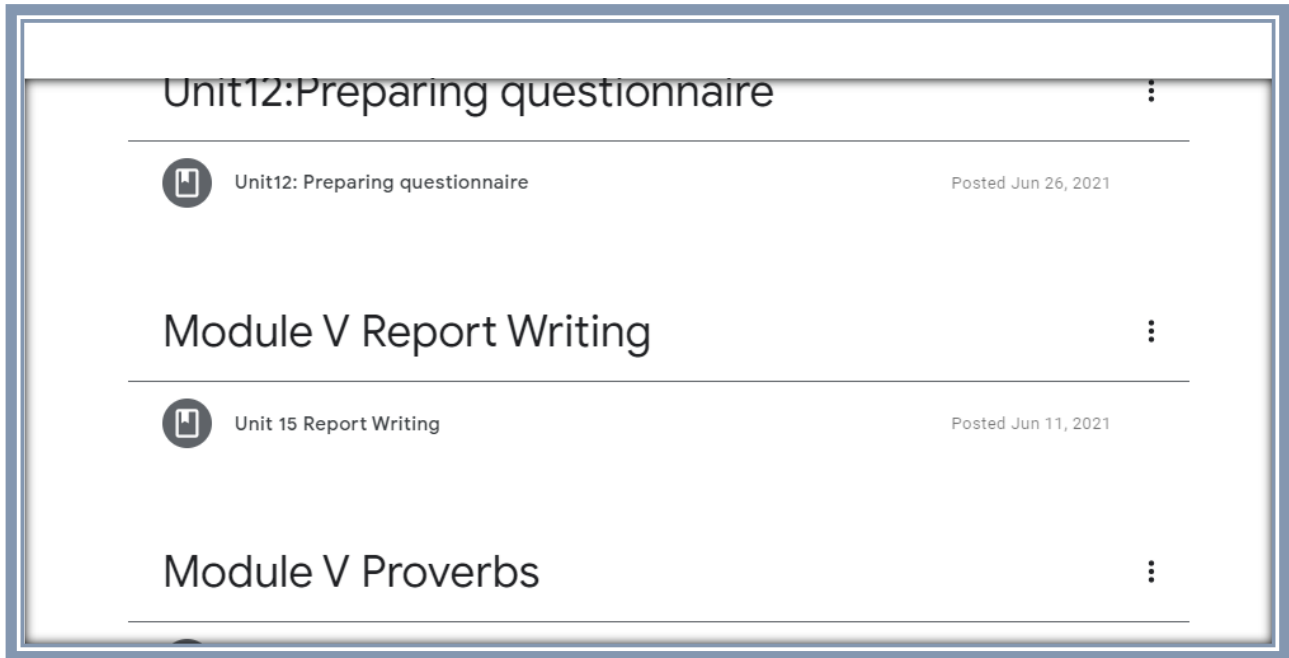 Unit12:Preparing questionnaire
Unit12: Preparing questionnaire
Posted Jun 26, 2021
Module V Report Writing
Unit 15 Report Writing
Posted Jun 11, 2021
Module V Proverbs